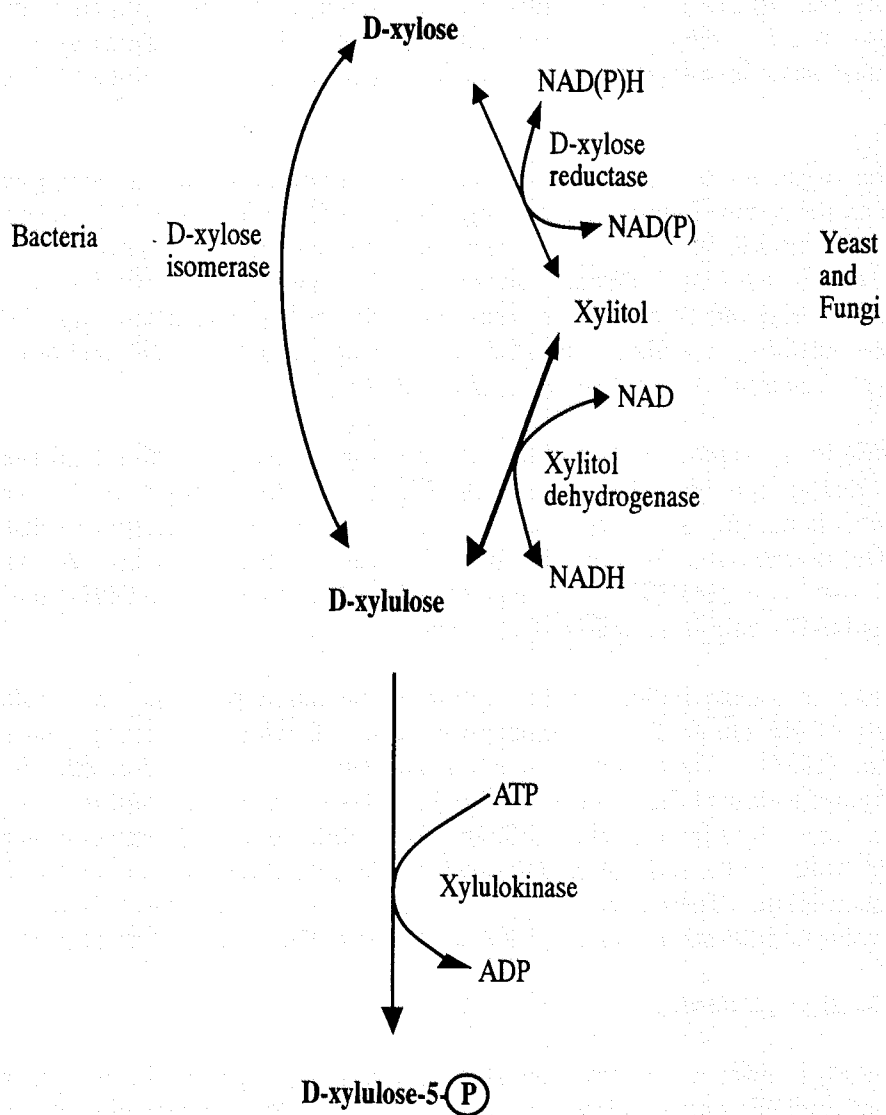 D-xylose
NAD(P)H
D-xylose
reductase
NAD(P)
Bacteria
D-xylose
isomerase
Yeast
and
Fungi
Xylitol
NAD
Xylitol
dehydrogenase
NADH
D-xylulose
ATP
Xylulokinase
ADP
D-xylulose-5-P